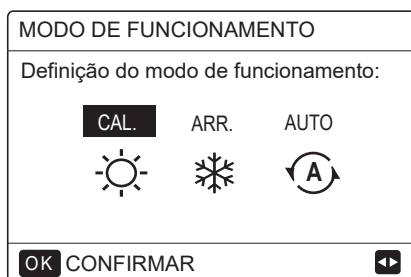 MODO DE FUNCIONAMENTO
Definição do modo de funcionamento:
CAL. ARR. AUTO
A
OK CONFIRMAR